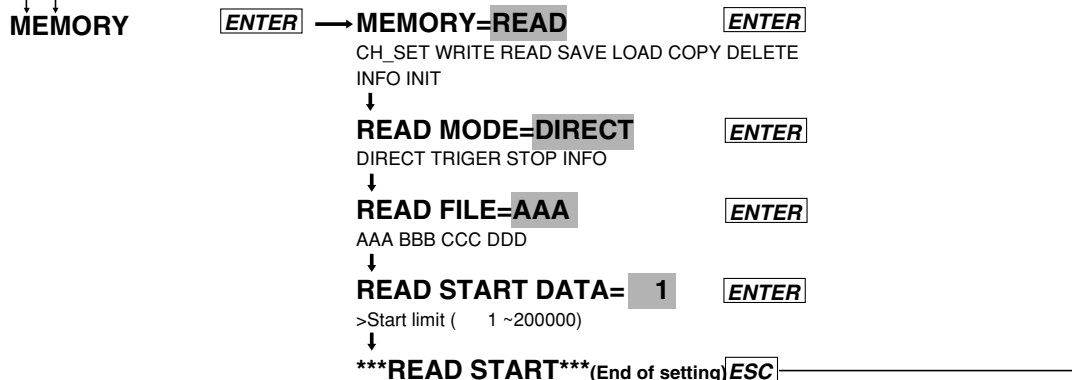 MEMORY ENTER MEMORY=READ ENTER
CH_SET WRITE READ SAVE LOAD COPY DELETE
INFO INIT
READ MODE=DIRECT ENTER
DIRECT TRIGER STOP INFO
READ FILE=AAA ENTER
AAA BBB CCC DDD
READ START DATA= 1 ENTER
>Start limit ( 1 ~200000)
***READ START***(End of setting) ESC